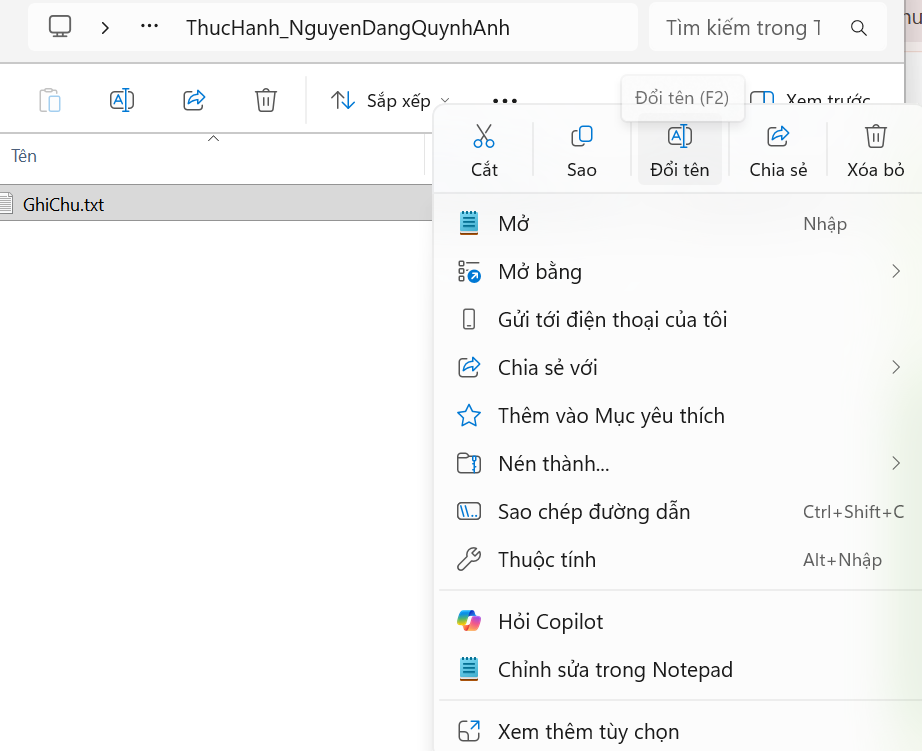 ThucHanh_NguyenDangQuynhAnh
Tìm kiếm trong T
Sắp xếp
Đổi tên (F2)
Xem trước
Tên
GhiChu.txt
Cắt
Sao
Đổi tên
Chia sẻ
Xóa bỏ
Mở Nhập
Mở bằng
Gửi tới điện thoại của tôi
Chia sẻ với
Thêm vào Mục yêu thích
Nén thành...
Sao chép đường dẫn Ctrl+Shift+C
Thuộc tính Alt+Nhập
Hỏi Copilot
Chỉnh sửa trong Notepad
Xem thêm tùy chọn